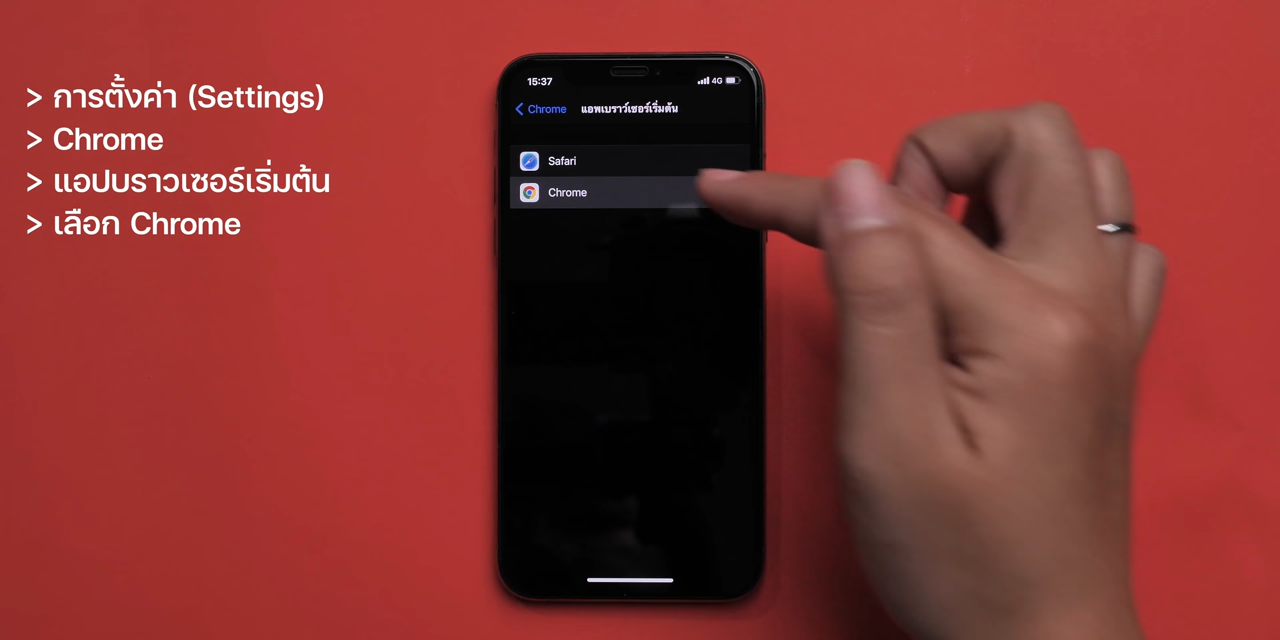 > การตั้งค่า (Settings)
> Chrome
> แอปบราวเซอร์เริ่มต้น
> เลือก Chrome
15:37
4G
Chrome
แอพเบราว์เซอร์เริ่มต้น
Safari
Chrome